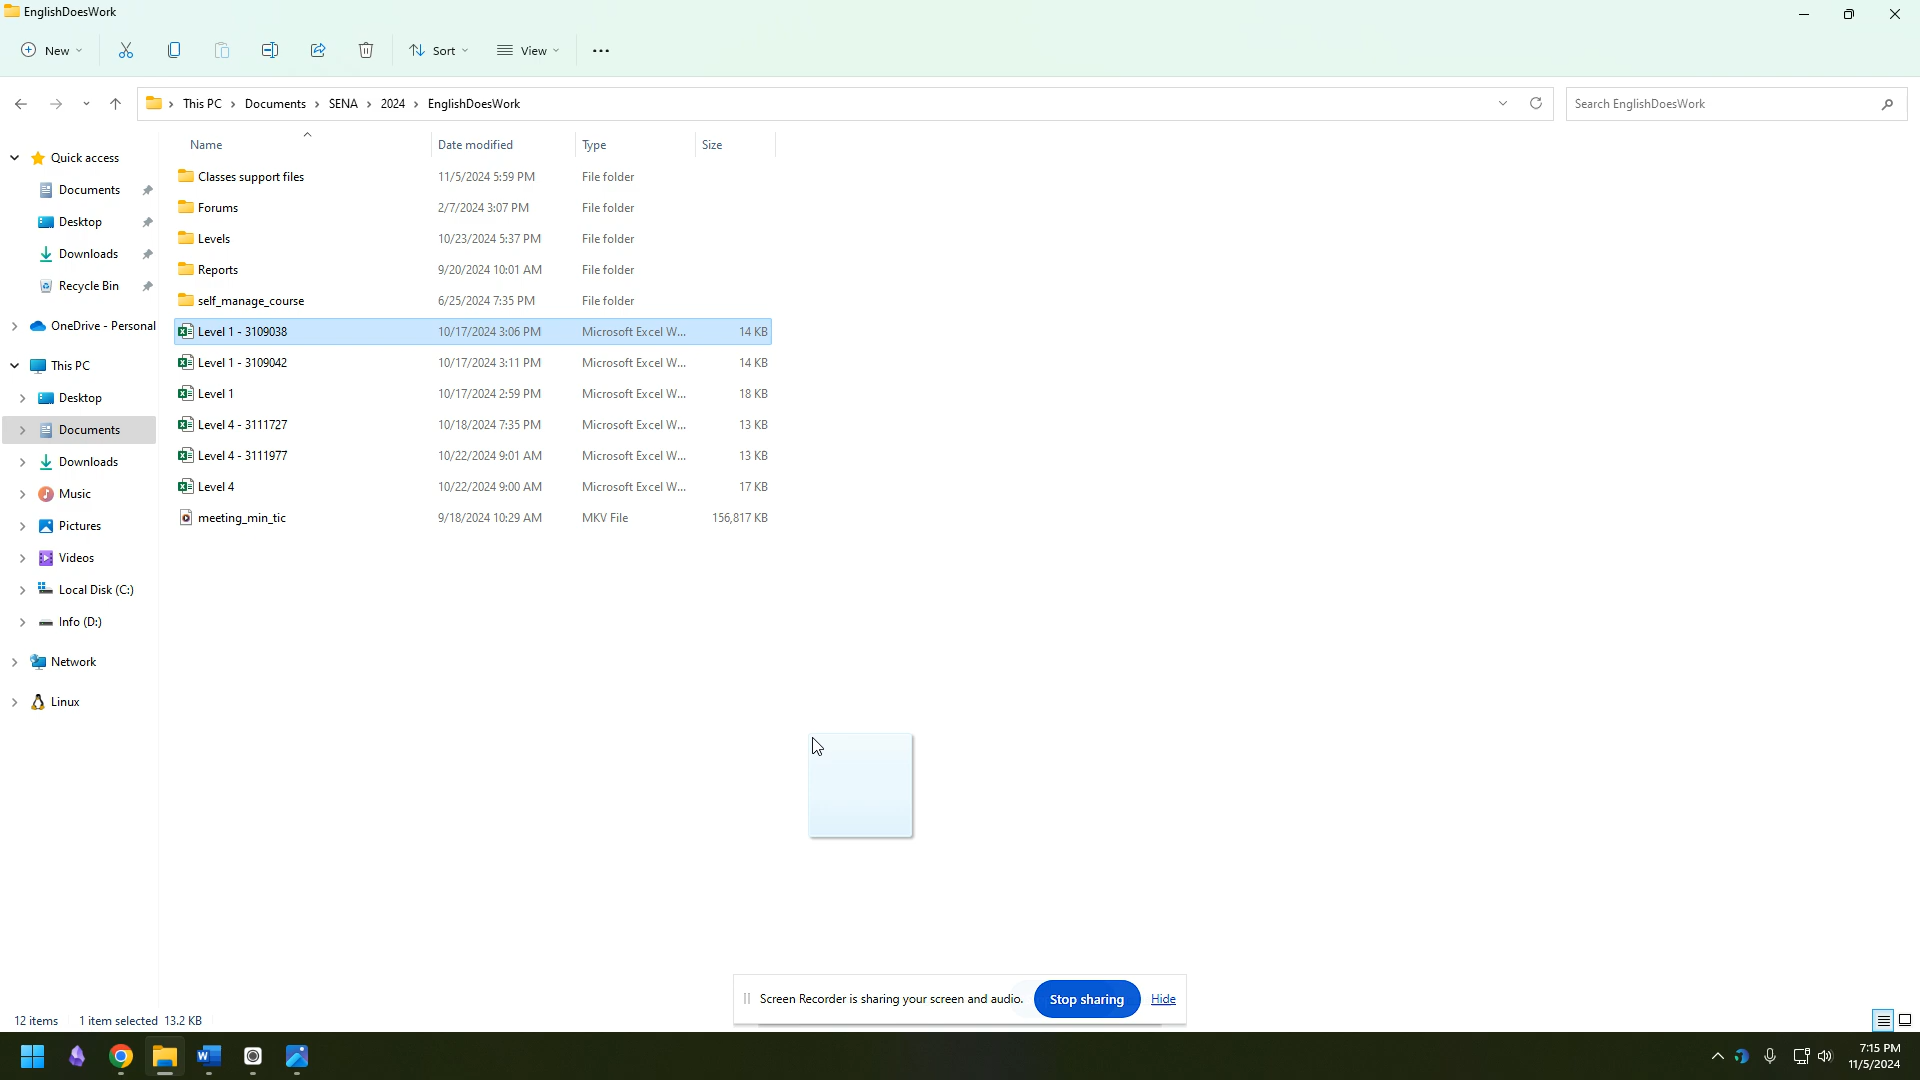 EnglishDoesWork
New
Sort
View
This PC > Documents > SENA > 2024 > EnglishDoesWork
Search EnglishDoesWork
Name Date modified Type Size
Quick access
Documents
Desktop
Downloads
Recycle Bin
OneDrive - Personal
This PC
Desktop
Documents
Downloads
Music
Pictures
Videos
Local Disk (C:)
Info (D:)
Network
Linux
Classes support files 11/5/2024 5:59 PM File folder
Forums 2/7/2024 3:07 PM File folder
Levels 10/23/2024 5:37 PM File folder
Reports 9/20/2024 10:01 AM File folder
self_manage_course 6/25/2024 7:35 PM File folder
Level 1 - 3109038 10/17/2024 3:06 PM Microsoft Excel W... 14 KB
Level 1 - 3109042 10/17/2024 3:11 PM Microsoft Excel W... 14 KB
Level 1 10/17/2024 2:59 PM Microsoft Excel W... 18 KB
Level 4 - 3111727 10/18/2024 7:35 PM Microsoft Excel W... 13 KB
Level 4 - 3111977 10/22/2024 9:01 AM Microsoft Excel W... 13 KB
Level 4 10/22/2024 9:00 AM Microsoft Excel W... 17 KB
meeting_min_tic 9/18/2024 10:29 AM MKV File 156,817 KB
Screen Recorder is sharing your screen and audio. Stop sharing Hide
12 items 1 item selected 13.2 KB
7:15 PM
11/5/2024